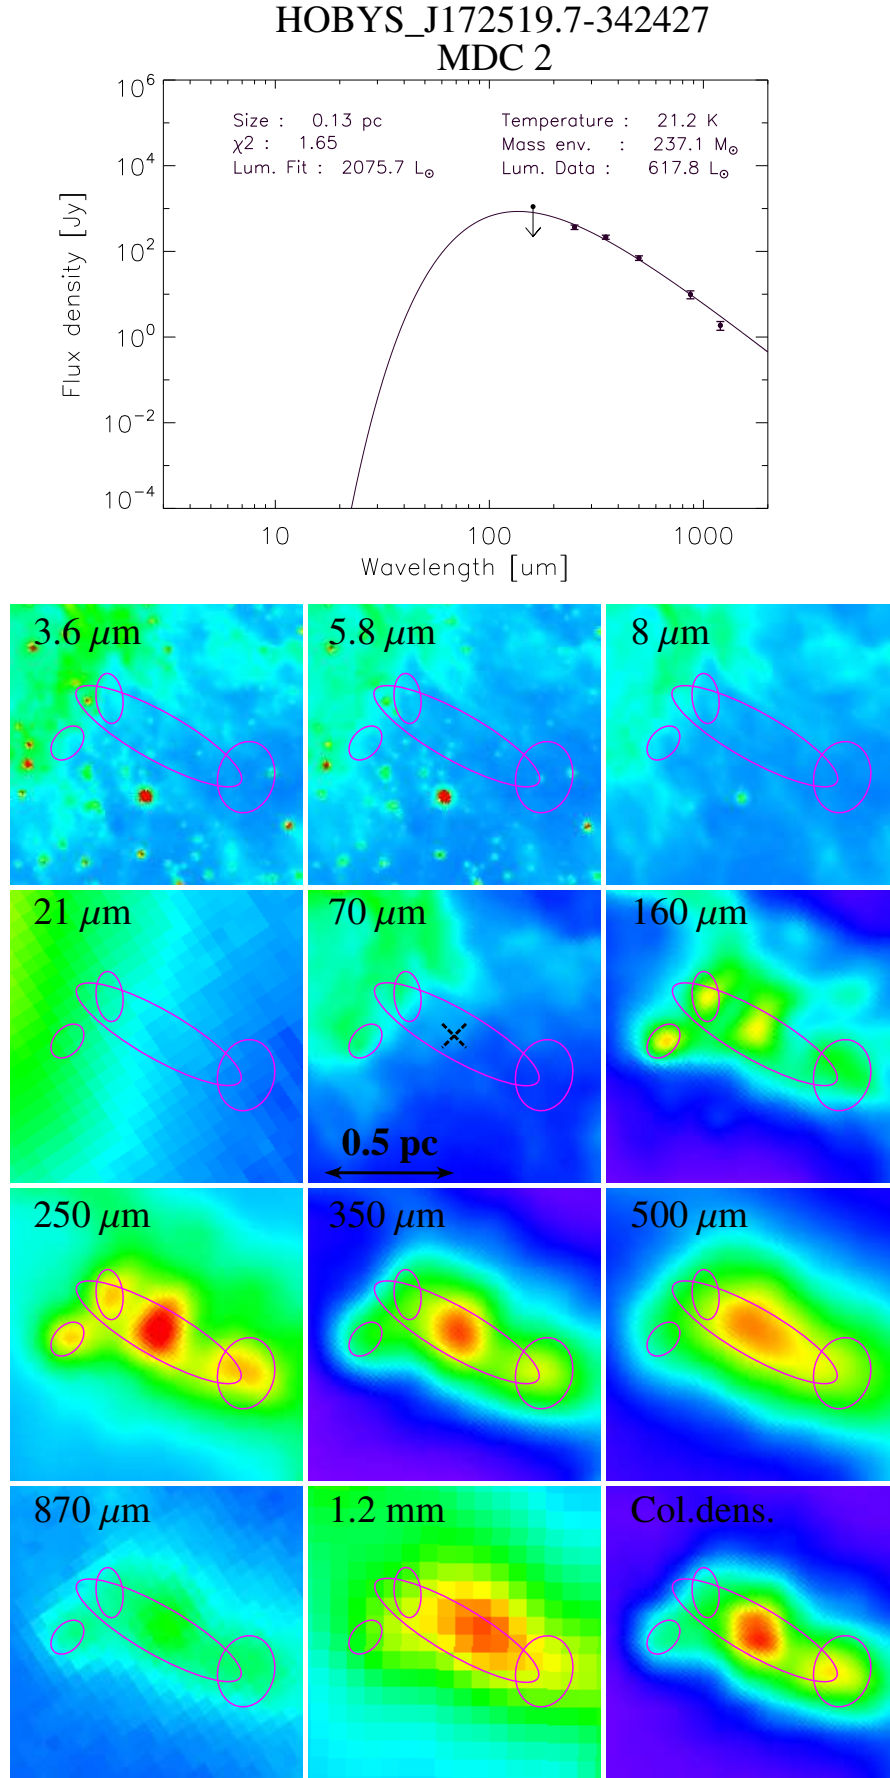 HOBYS_J172519.7-342427
MDC 2
Size : 0.13 pc Temperature : 21.2 K
χ2 : 1.65 Mass env. : 237.1 M⊙
Lum. Fit : 2075.7 L⊙ Lum. Data : 617.8 L⊙
10^6
10^4
10^2
10^0
10^-2
10^-4
Flux density [Jy]
10 100 1000
Wavelength [um]
3.6 μm 5.8 μm 8 μm
21 μm 70 μm 160 μm
0.5 pc
250 μm 350 μm 500 μm
870 μm 1.2 mm Col.dens.